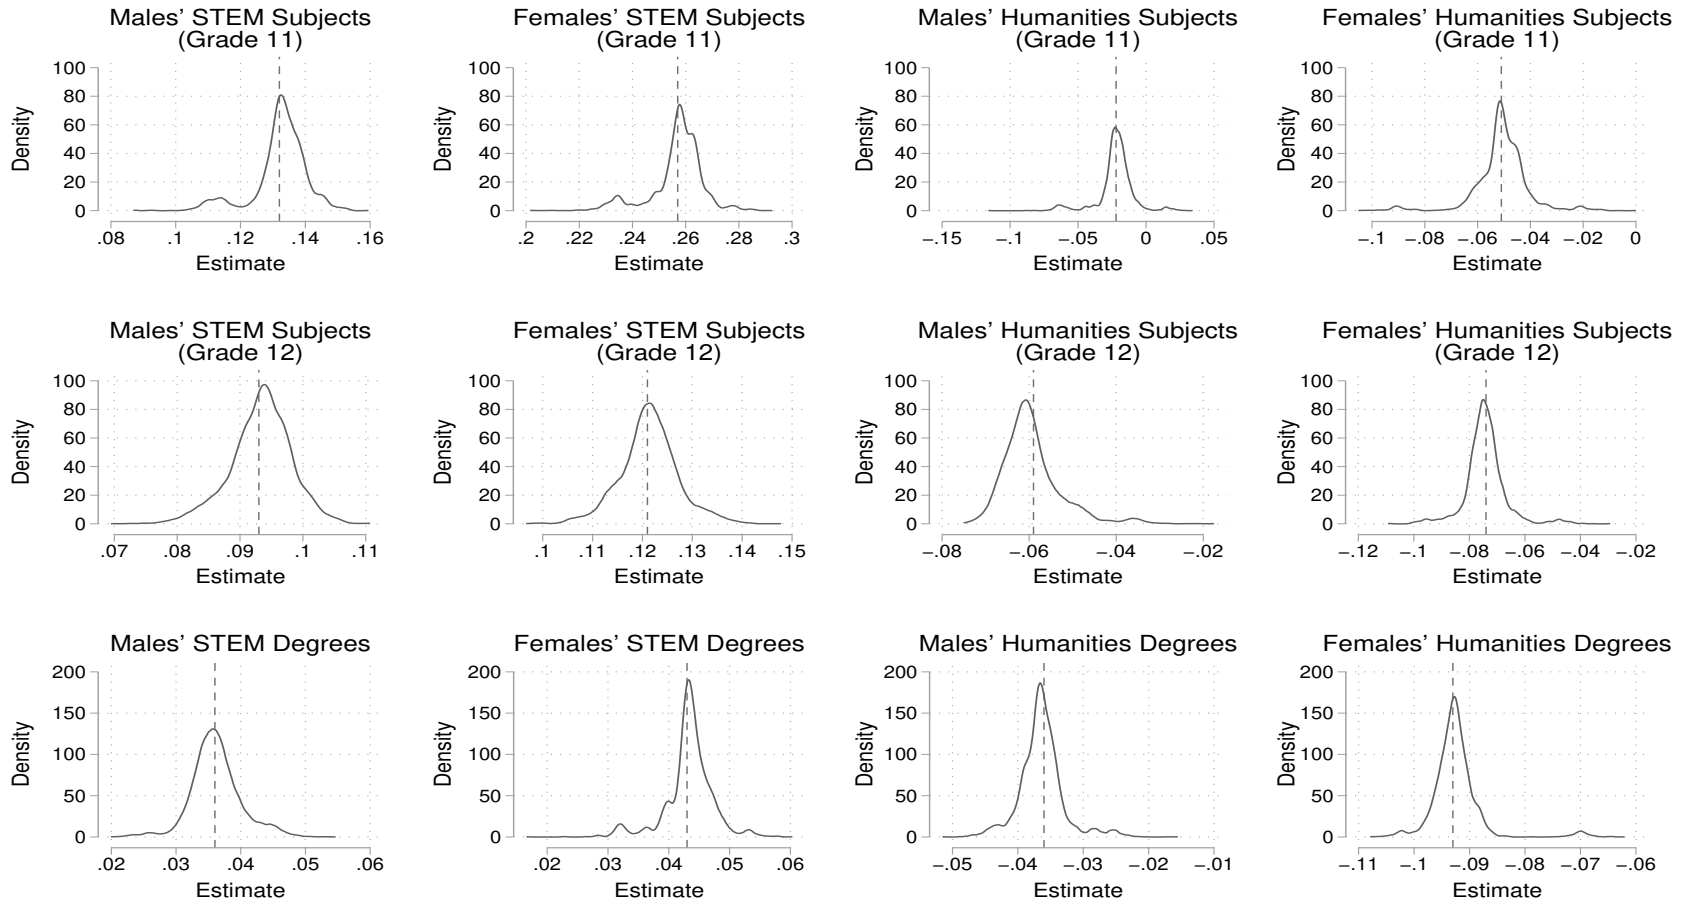 Males’ STEM Subjects
(Grade 11)
Density
100
80
60
40
20
0
.08 .1 .12 .14 .16
Estimate
Females’ STEM Subjects
(Grade 11)
Density
100
80
60
40
20
0
.2 .22 .24 .26 .28 .3
Estimate
Males’ Humanities Subjects
(Grade 11)
Density
100
80
60
40
20
0
−.15 −.1 −.05 0 .05
Estimate
Females’ Humanities Subjects
(Grade 11)
Density
100
80
60
40
20
0
−.1 −.08 −.06 −.04 −.02 0
Estimate
Males’ STEM Subjects
(Grade 12)
Density
100
80
60
40
20
0
.07 .08 .09 .1 .11
Estimate
Females’ STEM Subjects
(Grade 12)
Density
100
80
60
40
20
0
.1 .11 .12 .13 .14 .15
Estimate
Males’ Humanities Subjects
(Grade 12)
Density
100
80
60
40
20
0
−.08 −.06 −.04 −.02
Estimate
Females’ Humanities Subjects
(Grade 12)
Density
100
80
60
40
20
0
−.12 −.1 −.08 −.06 −.04 −.02
Estimate
Males’ STEM Degrees
Density
200
150
100
50
0
.02 .03 .04 .05 .06
Estimate
Females’ STEM Degrees
Density
200
150
100
50
0
.02 .03 .04 .05 .06
Estimate
Males’ Humanities Degrees
Density
200
150
100
50
0
−.05 −.04 −.03 −.02 −.01
Estimate
Females’ Humanities Degrees
Density
200
150
100
50
0
−.11 −.1 −.09 −.08 −.07 −.06
Estimate